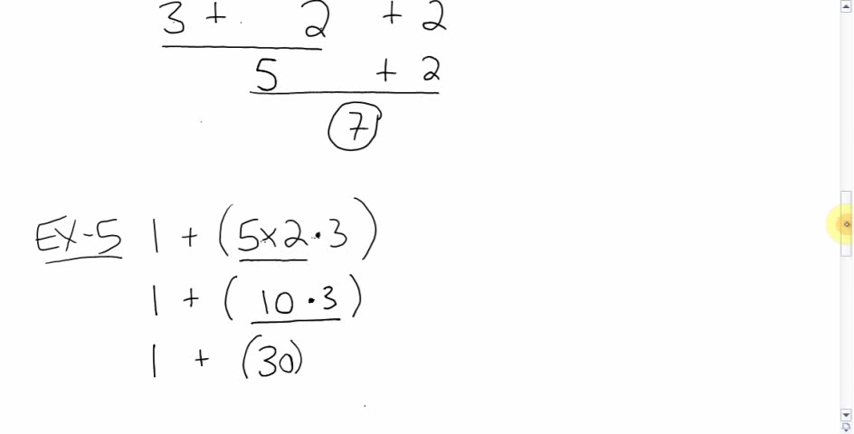 3 + 2 + 2
5 + 2
7
EX-5 1 + (5×2·3)
1 + (10·3)
1 + (30)